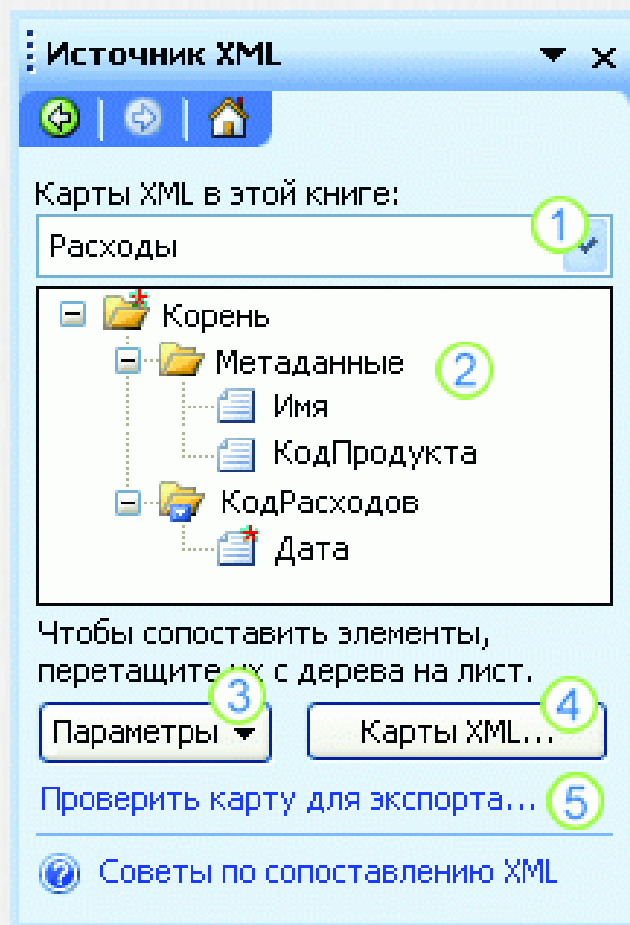 Источник XML
Карты XML в этой книге:
Расходы
1
Корень
Метаданные
2
Имя
КодПродукта
КодРасходов
Дата
Чтобы сопоставить элементы,
перетащите их с дерева на лист.
3
4
Параметры
Карты XML...
Проверить карту для экспорта...
5
Советы по сопоставлению XML